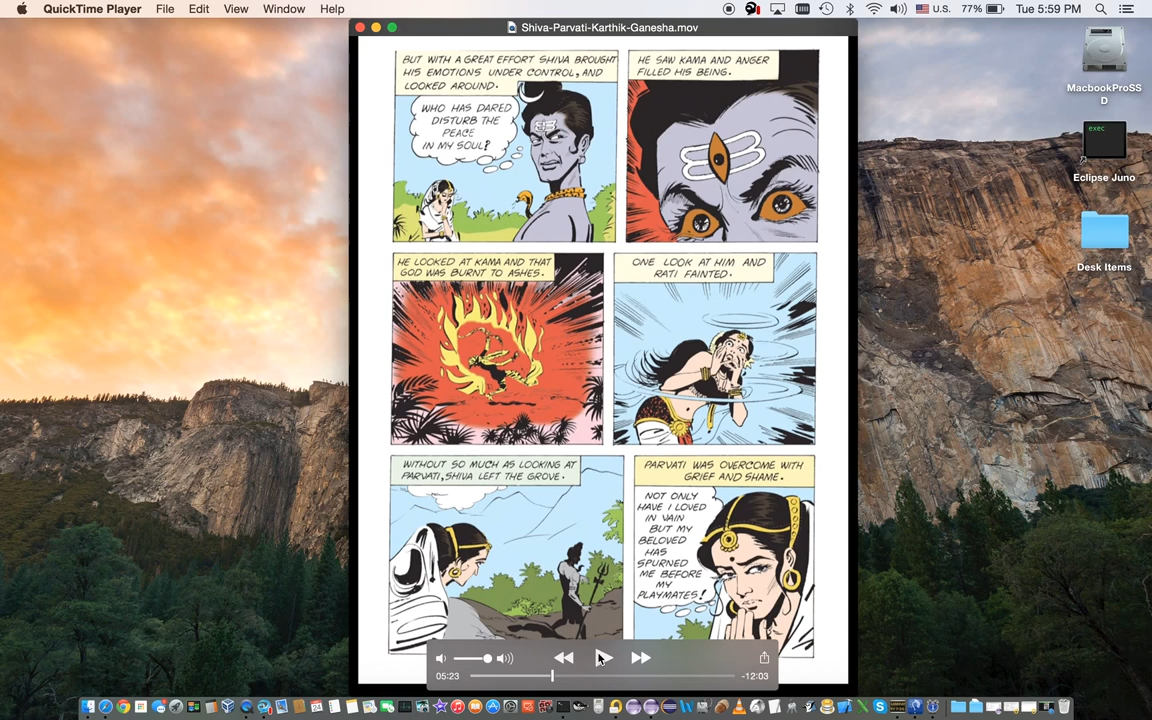 QuickTime Player File Edit View Window Help
U.S. 77% Tue 5:59 PM
Shiva-Parvati-Karthik-Ganesha.mov
BUT WITH A GREAT EFFORT SHIVA BROUGHT
HIS EMOTIONS UNDER CONTROL, AND
LOOKED AROUND.
WHO HAS DARED
DISTURB THE
PEACE
IN MY SOUL?
HE SAW KAMA AND ANGER
FILLED HIS BEING.
HE LOOKED AT KAMA AND THAT
GOD WAS BURNT TO ASHES.
ONE LOOK AT HIM AND
RATI FAINTED.
WITHOUT SO MUCH AS LOOKING AT
PARVATI, SHIVA LEFT THE GROVE.
PARVATI WAS OVERCOME WITH
GRIEF AND SHAME.
NOT ONLY
HAVE I LOVED
IN VAIN
BUT MY
BELOVED
HAS
SPURNED
ME BEFORE
MY
PLAYMATES!
05:23
-12:03
MacbookProSS
D
exec
Eclipse Juno
Desk Items